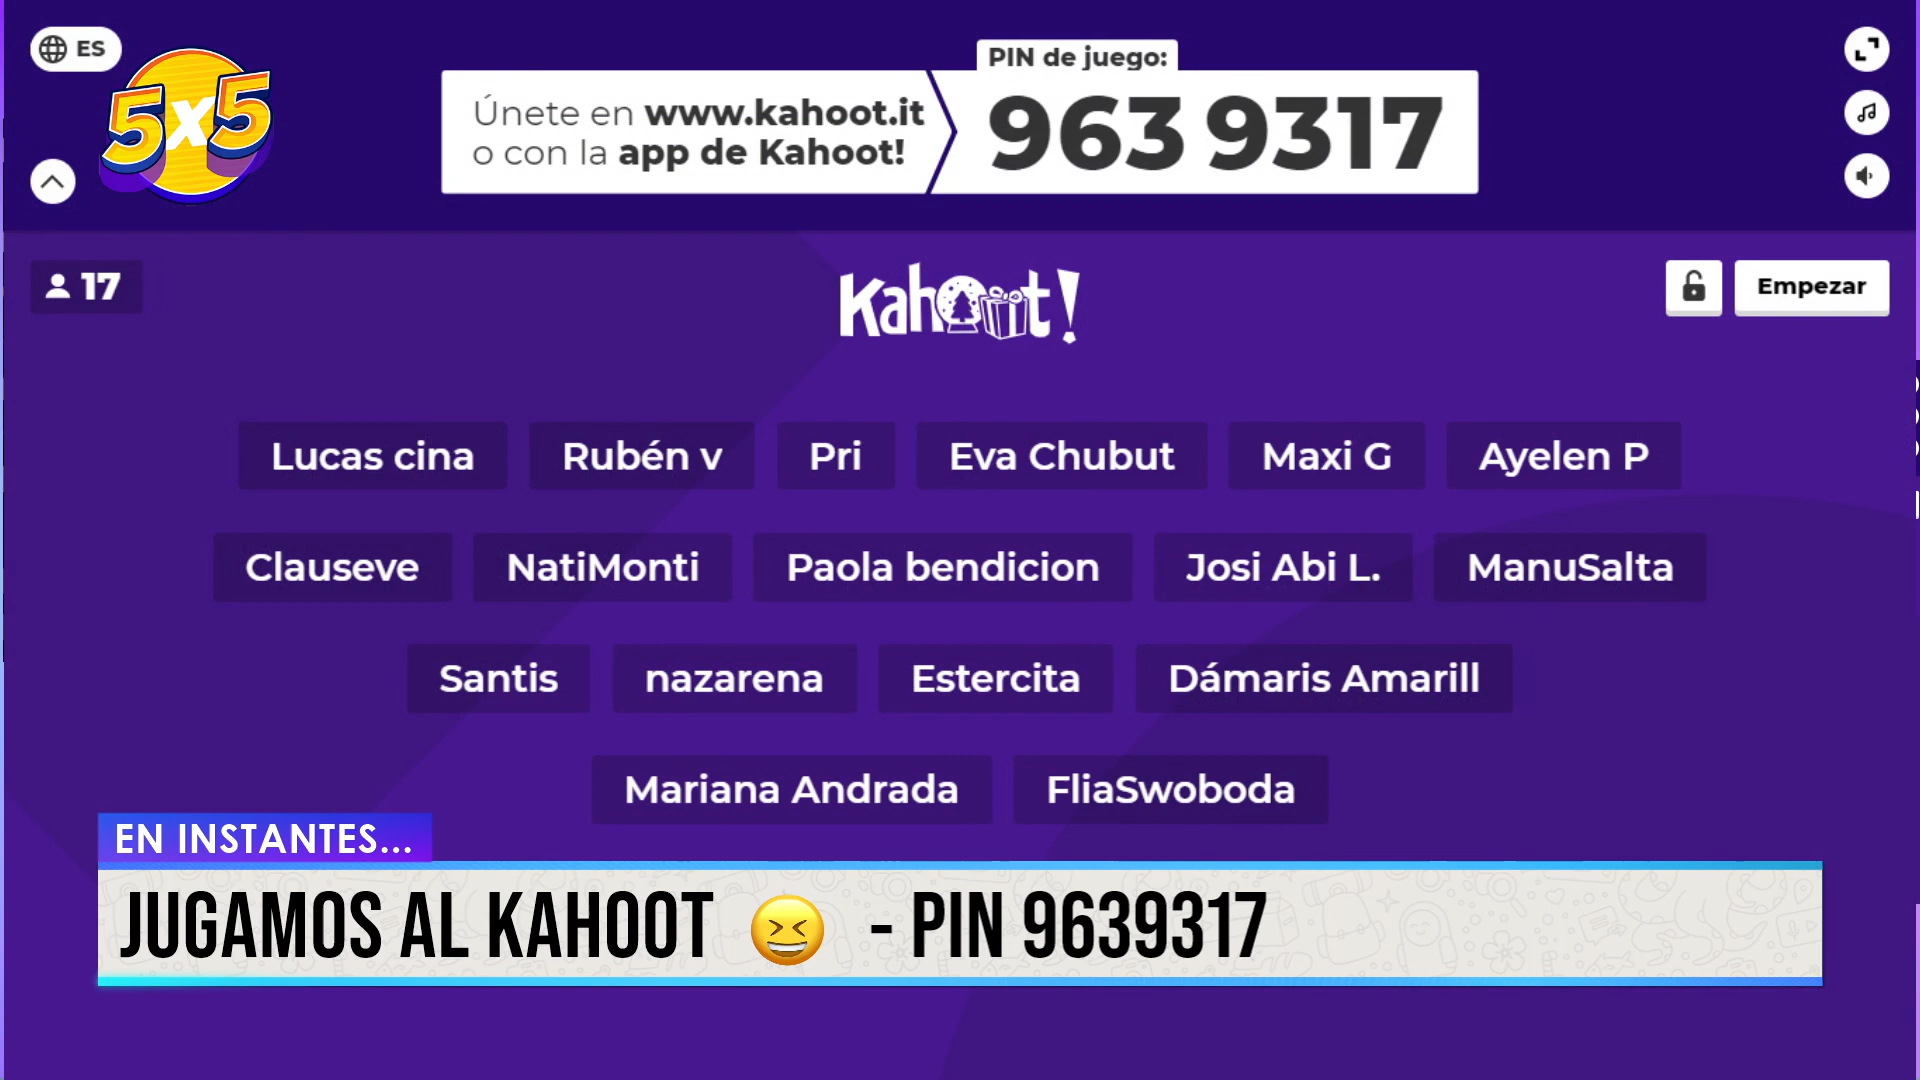 ES
5x5
PIN de juego:
Únete en www.kahoot.it
o con la app de Kahoot!
963 9317
17
Kahoot!
Empezar
Lucas cina
Rubén v
Pri
Eva Chubut
Maxi G
Ayelen P
Clauseve
NatiMonti
Paola bendicion
Josi Abi L.
ManuSalta
Santis
nazarena
Estercita
Dámaris Amarill
Mariana Andrada
FliaSwoboda
EN INSTANTES...
JUGAMOS AL KAHOOT 😆 - PIN 9639317